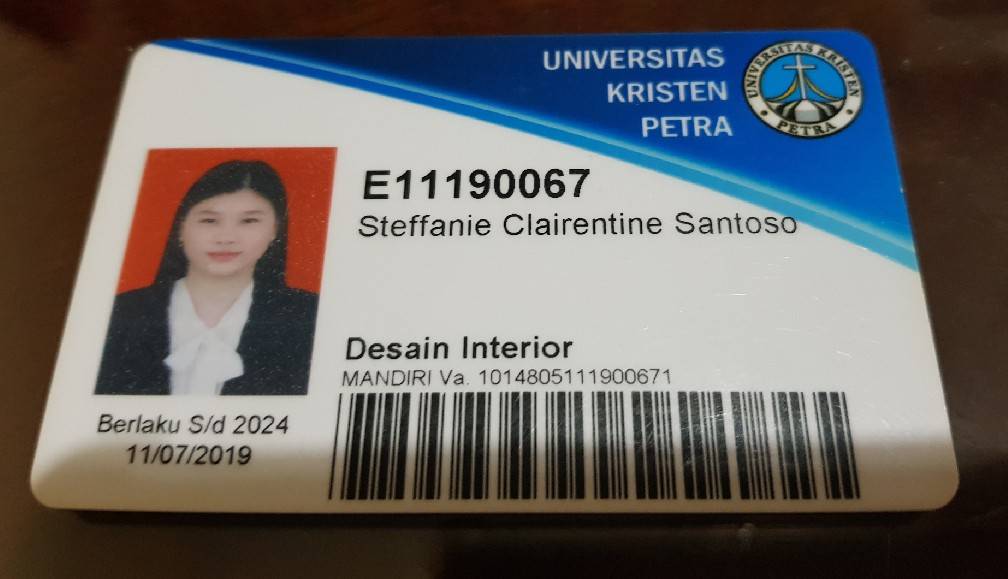 UNIVERSITAS
KRISTEN
PETRA
UNIVERSITAS KRISTEN
PETRA
E11190067
Steffanie Clairentine Santoso
Desain Interior
MANDIRI Va. 1014805111900671
Berlaku S/d 2024
11/07/2019